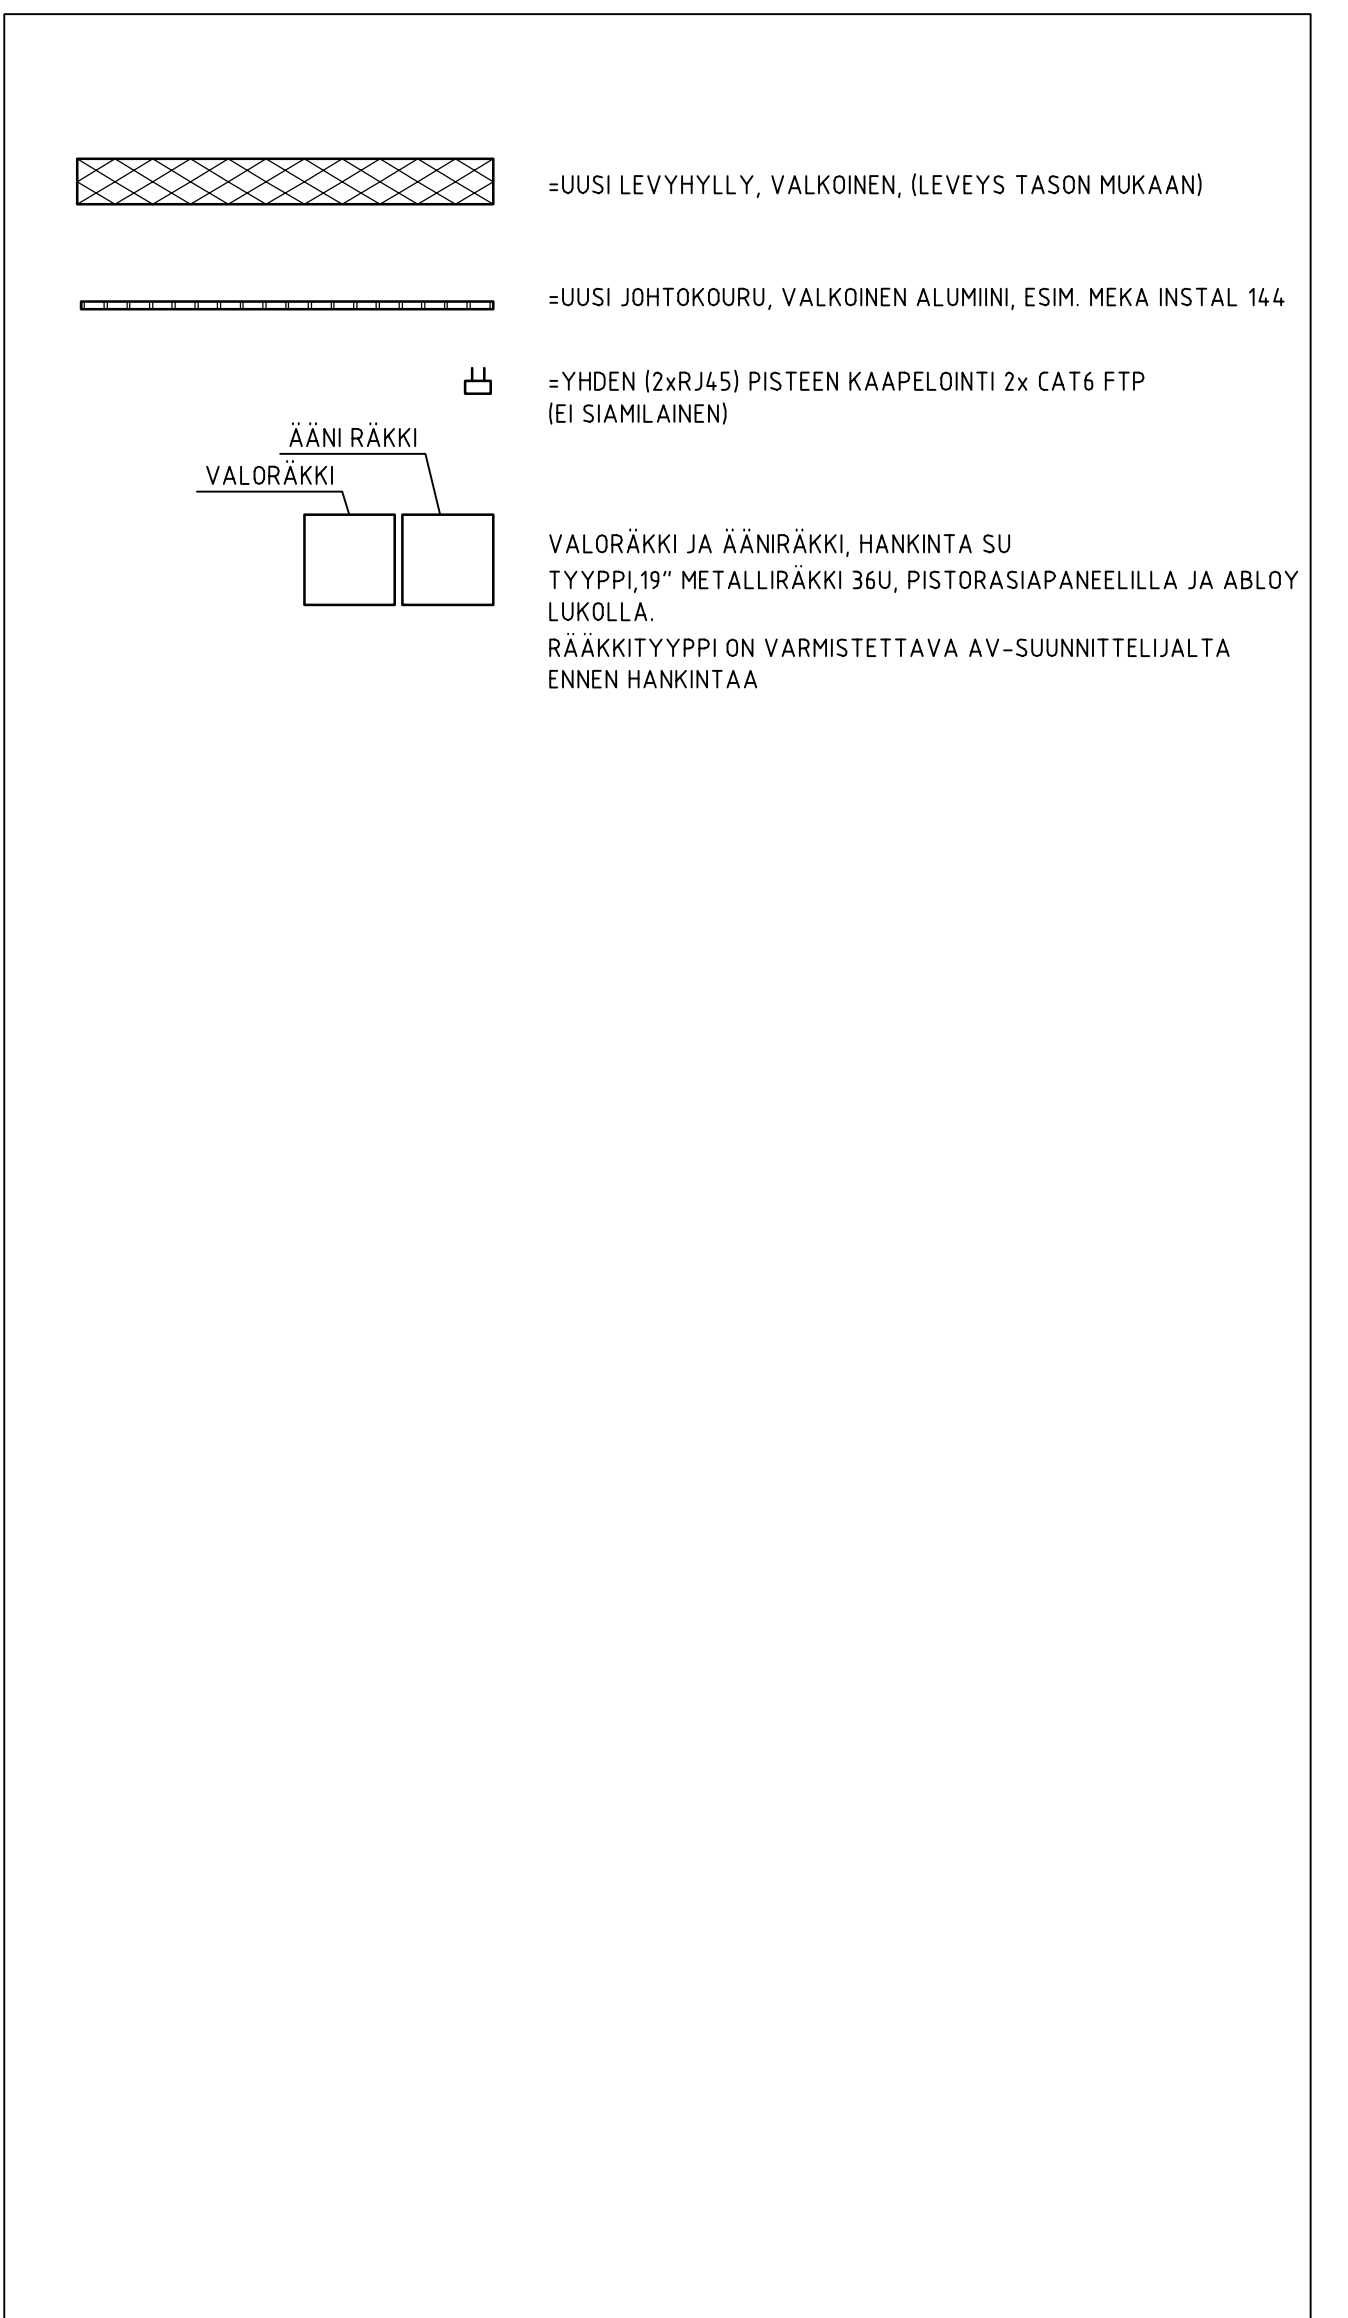 =UUSI LEVYHYLLY, VALKOINEN, (LEVEYS TASON MUKAAN)
=UUSI JOHTOKOURU, VALKOINEN ALUMIINI, ESIM. MEKA INSTAL 144
=YHDEN (2xRJ45) PISTEEN KAAPELOINTI 2x CAT6 FTP
(EI SIAMILAINEN)
ÄÄNI RÄKKI
VALORÄKKI
VALORÄKKI JA ÄÄNIRÄKKI, HANKINTA SU
TYYPPI,19" METALLIRÄKKI 36U, PISTORASIAPANEELILLA JA ABLOY
LUKOLLA.
RÄÄKKITYYPPI ON VARMISTETTAVA AV-SUUNNITTELIJALTA
ENNEN HANKINTAA